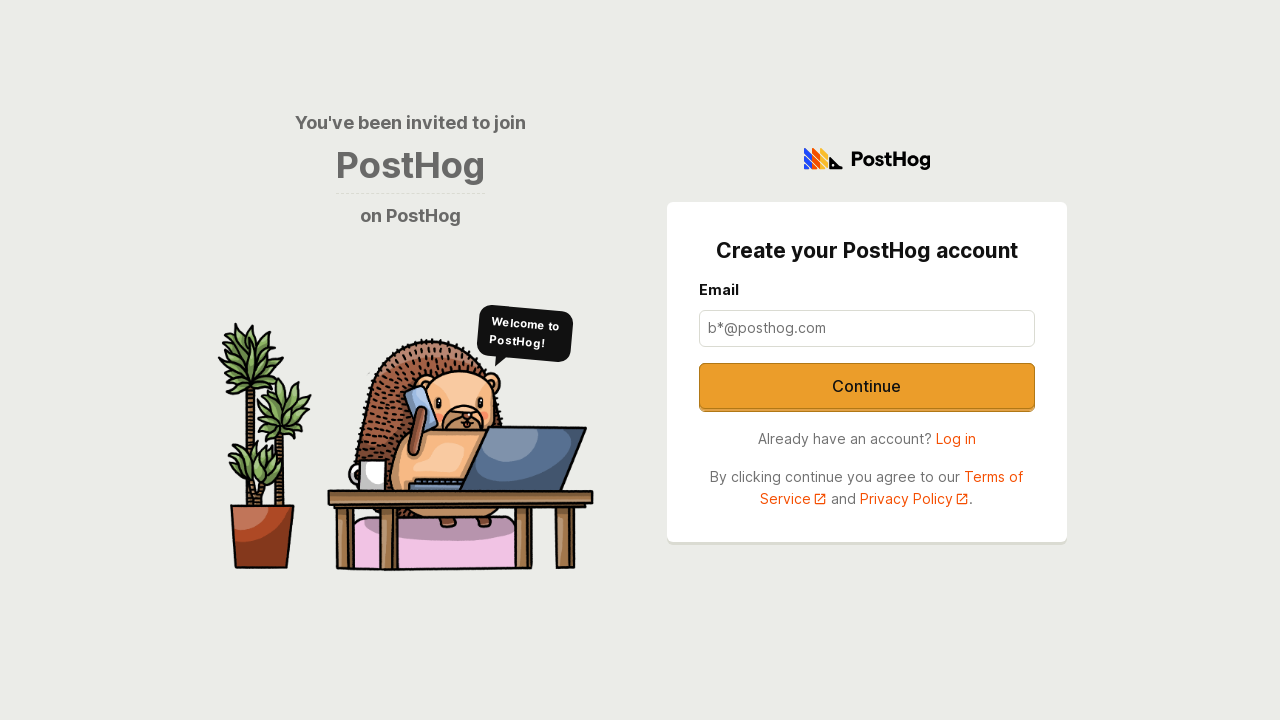 You've been invited to join
PostHog
on PostHog
Welcome to
PostHog!
PostHog
Create your PostHog account
Email
b*@posthog.com
Continue
Already have an account? Log in
By clicking continue you agree to our Terms of
Service and Privacy Policy.